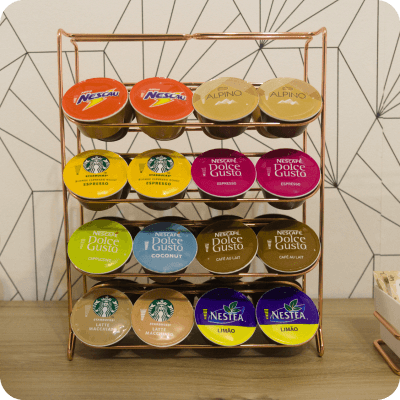 NESCAU NESCAU ALPINO ALPINO
STARBUCKS STARBUCKS NESCAFÉ NESCAFÉ
Dolce Gusto Dolce Gusto
ESPRESSO ESPRESSO ESPRESSO ESPRESSO
NESCAFÉ NESCAFÉ NESCAFÉ NESCAFÉ
Dolce Gusto Dolce Gusto Dolce Gusto Dolce Gusto
COCONUT CAFÉ AU LAIT CAFÉ AU LAIT
STARBUCKS STARBUCKS NESTEA NESTEA
LATTE LATTE LIMÃO LIMÃO
MACCHIATO MACCHIATO